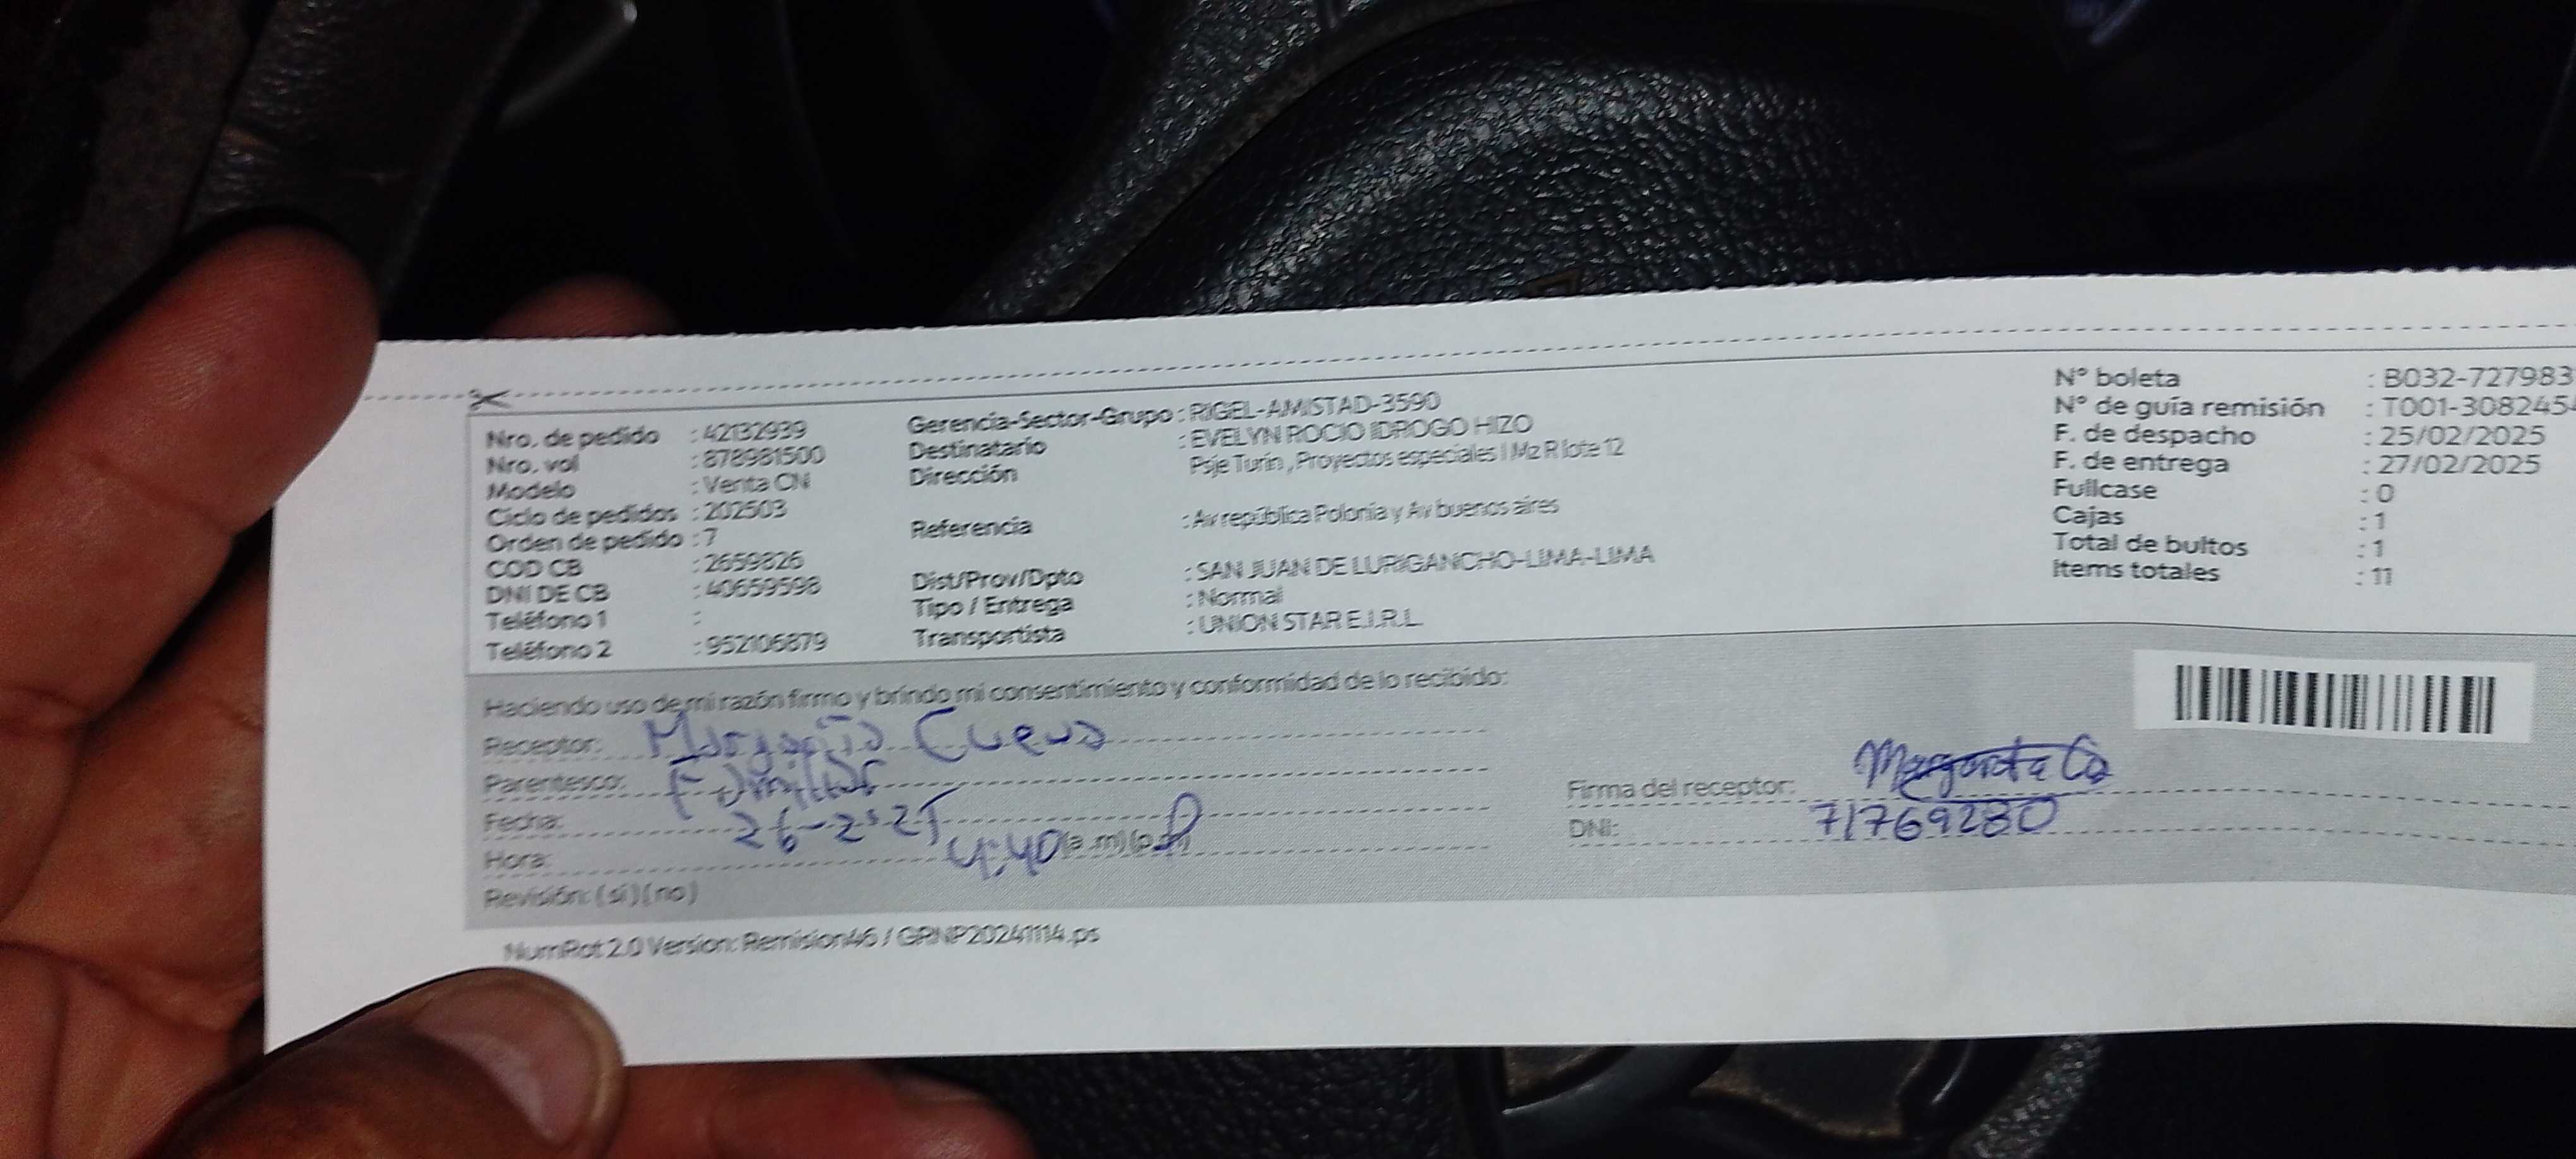 Nro. de pedido : 42132939
Nro. vol : 878981500
Modelo : Venta CN
Ciclo de pedidos : 202503
Orden de pedido : 7
COD CB : 2659826
DNI DE CB : 40659598
Teléfono 1 :
Teléfono 2 : 952106879
Gerencia-Sector-Grupo : RIGEL-AMISTAD-3590
Destinatario : EVELYN ROCIO IDROGO HIZO
Dirección Psje Turin , Proyectos especiales I Mz R lote 12
Referencia : Av república Polonia y Av buenos aires
Dist/Prov/Dpto : SAN JUAN DE LURIGANCHO-LIMA-LIMA
Tipo / Entrega : Normal
Transportista : UNION STAR E.I.R.L.
N° boleta : B032-727983
N° de guía remisión : T001-308245
F. de despacho : 25/02/2025
F. de entrega : 27/02/2025
Fullcase : 0
Cajas : 1
Total de bultos : 1
Items totales : 11
Haciendo uso de mi razón firmo y brindo mi consentimiento y conformidad de lo recibido:
Receptor: Margarita Cueva
Parentesco: Familiar
Fecha: 26-2-25
Hora: 4:40 (a .m) (p.m)
Revisión: (si) (no)
Firma del receptor: Margarita
DNI: 71769280
NumRot 2.0 Version: Remision46 / GRNP20241114.ps